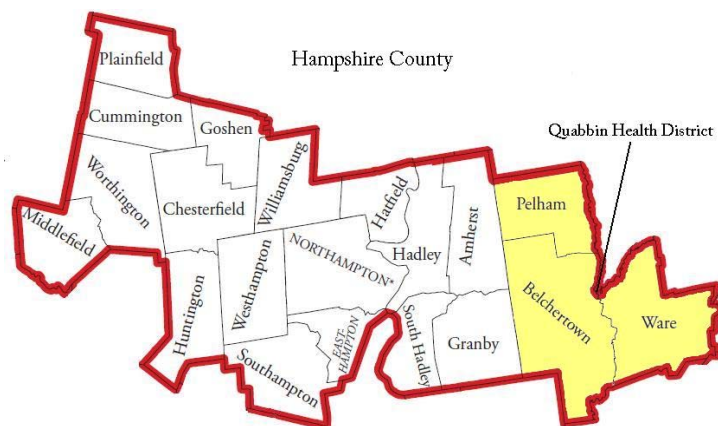 Hampshire County
Plainfield
Cummington
Goshen
Quabbin Health District
Worthington
Chesterfield
Williamsburg
Hatfield
Pelham
Middlefield
Amherst
NORTHAMPTON*
Hadley
Huntington
Westhampton
Belchertown
Ware
EAST-
HAMPTON
South Hadley
Granby
Southampton